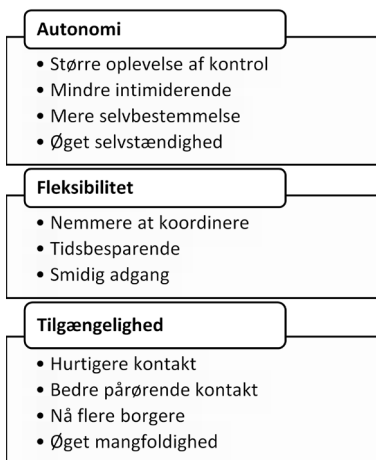 Autonomi
• Større oplevelse af kontrol
• Mindre intimiderende
• Mere selvbestemmelse
• Øget selvstændighed
Fleksibilitet
• Nemmere at koordinere
• Tidsbesparende
• Smidig adgang
Tilgængelighed
• Hurtigere kontakt
• Bedre pårørende kontakt
• Nå flere borgere
• Øget mangfoldighed